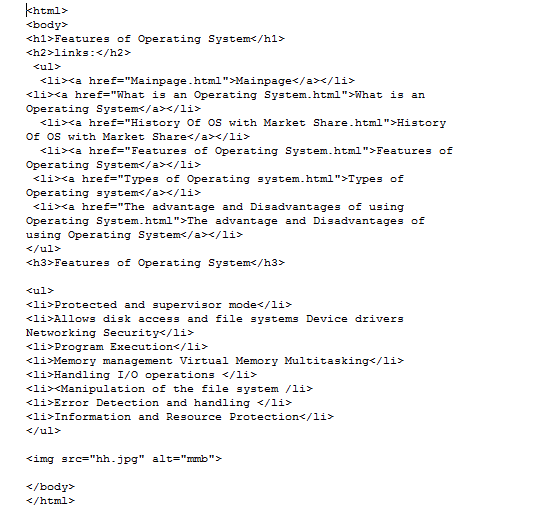 <html>
<body>
<h1>Features of Operating System</h1>
<h2>links:</h2>
<ul>
<li><a href="Mainpage.html">Mainpage</a></li>
<li><a href="What is an Operating System.html">What is an
Operating System</a></li>
<li><a href="History Of OS with Market Share.html">History
Of OS with Market Share</a></li>
<li><a href="Features of Operating System.html">Features of
Operating System</a></li>
<li><a href="Types of Operating system.html">Types of
Operating system</a></li>
<li><a href="The advantage and Disadvantages of using
Operating System.html">The advantage and Disadvantages of
using Operating System</a></li>
</ul>
<h3>Features of Operating System</h3>
<ul>
<li>Protected and supervisor mode</li>
<li>Allows disk access and file systems Device drivers
Networking Security</li>
<li>Program Execution</li>
<li>Memory management Virtual Memory Multitasking</li>
<li>Handling I/O operations </li>
<li><Manipulation of the file system /li>
<li>Error Detection and handling </li>
<li>Information and Resource Protection</li>
</ul>
<img src="hh.jpg" alt="mmb">
</body>
</html>